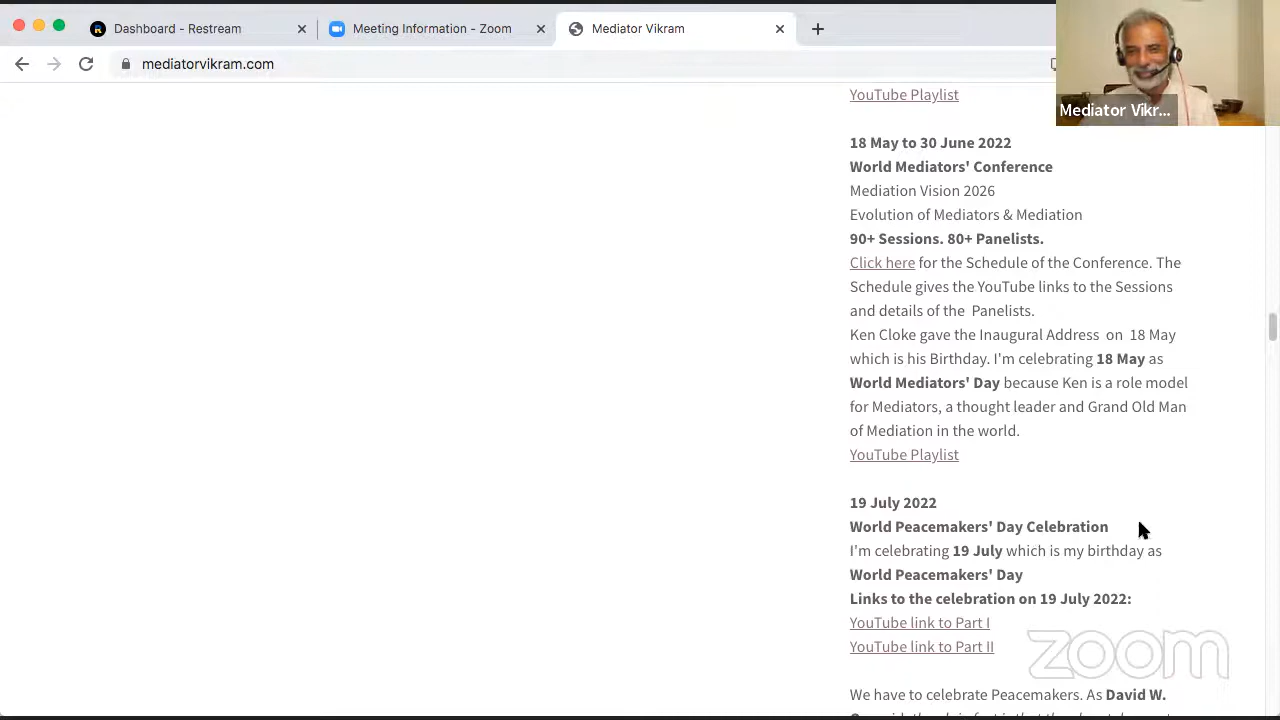 Dashboard - Restream
Meeting Information - Zoom
Mediator Vikram
mediatorvikram.com
Mediator Vikr...
YouTube Playlist
18 May to 30 June 2022
World Mediators' Conference
Mediation Vision 2026
Evolution of Mediators & Mediation
90+ Sessions. 80+ Panelists.
Click here for the Schedule of the Conference. The
Schedule gives the YouTube links to the Sessions
and details of the Panelists.
Ken Cloke gave the Inaugural Address on 18 May
which is his Birthday. I'm celebrating 18 May as
World Mediators' Day because Ken is a role model
for Mediators, a thought leader and Grand Old Man
of Mediation in the world.
YouTube Playlist
19 July 2022
World Peacemakers' Day Celebration
I'm celebrating 19 July which is my birthday as
World Peacemakers' Day
Links to the celebration on 19 July 2022:
YouTube link to Part I
YouTube link to Part II
zoom
We have to celebrate Peacemakers. As David W.